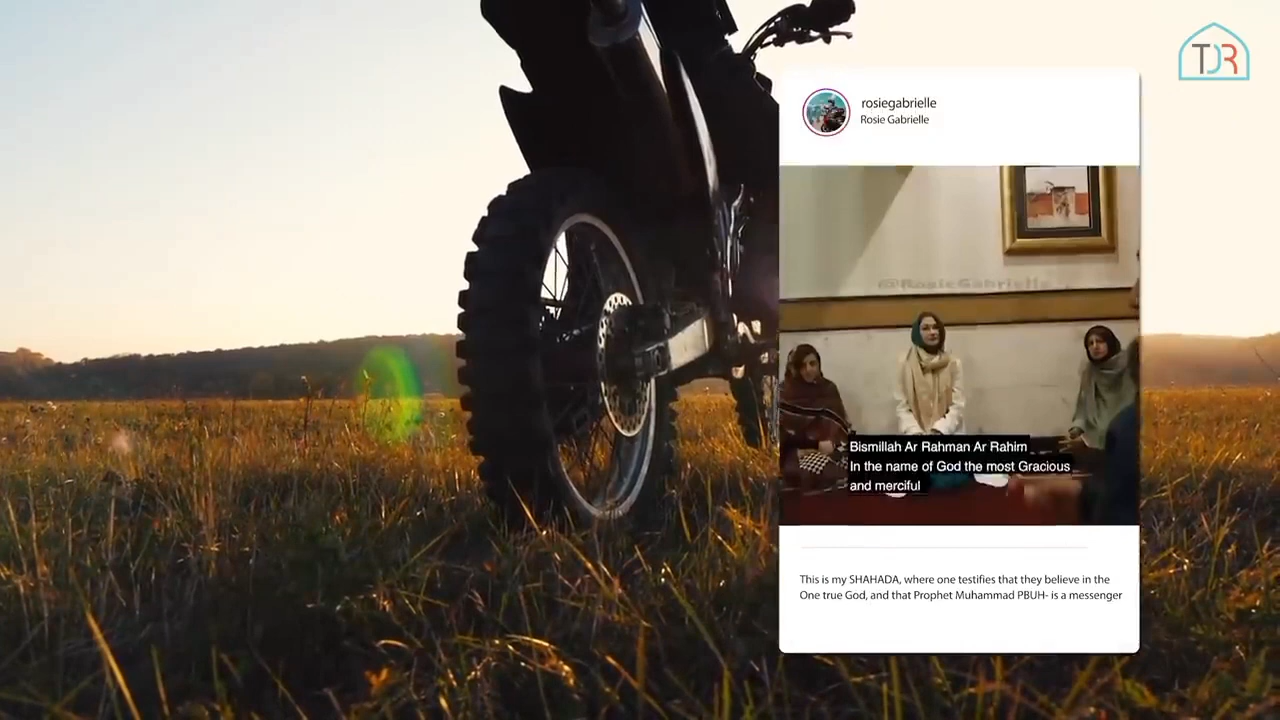 TJR
rosiegabrielle
Rosie Gabrielle
@RosieGabrielle
Bismillah Ar Rahman Ar Rahim
In the name of God the most Gracious
and merciful
This is my SHAHADA, where one testifies that they believe in the
One true God, and that Prophet Muhammad PBUH- is a messenger